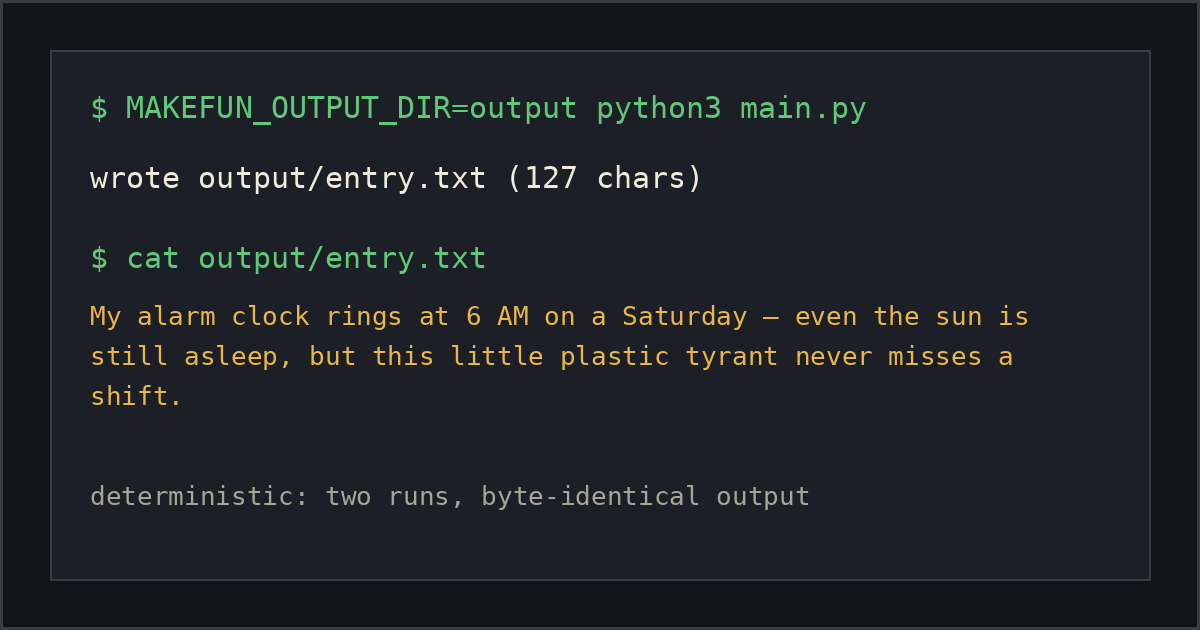 $ MAKEFUN_OUTPUT_DIR=output python3 main.py
wrote output/entry.txt (127 chars)
$ cat output/entry.txt
My alarm clock rings at 6 AM on a Saturday — even the sun is
still asleep, but this little plastic tyrant never misses a
shift.
deterministic: two runs, byte-identical output